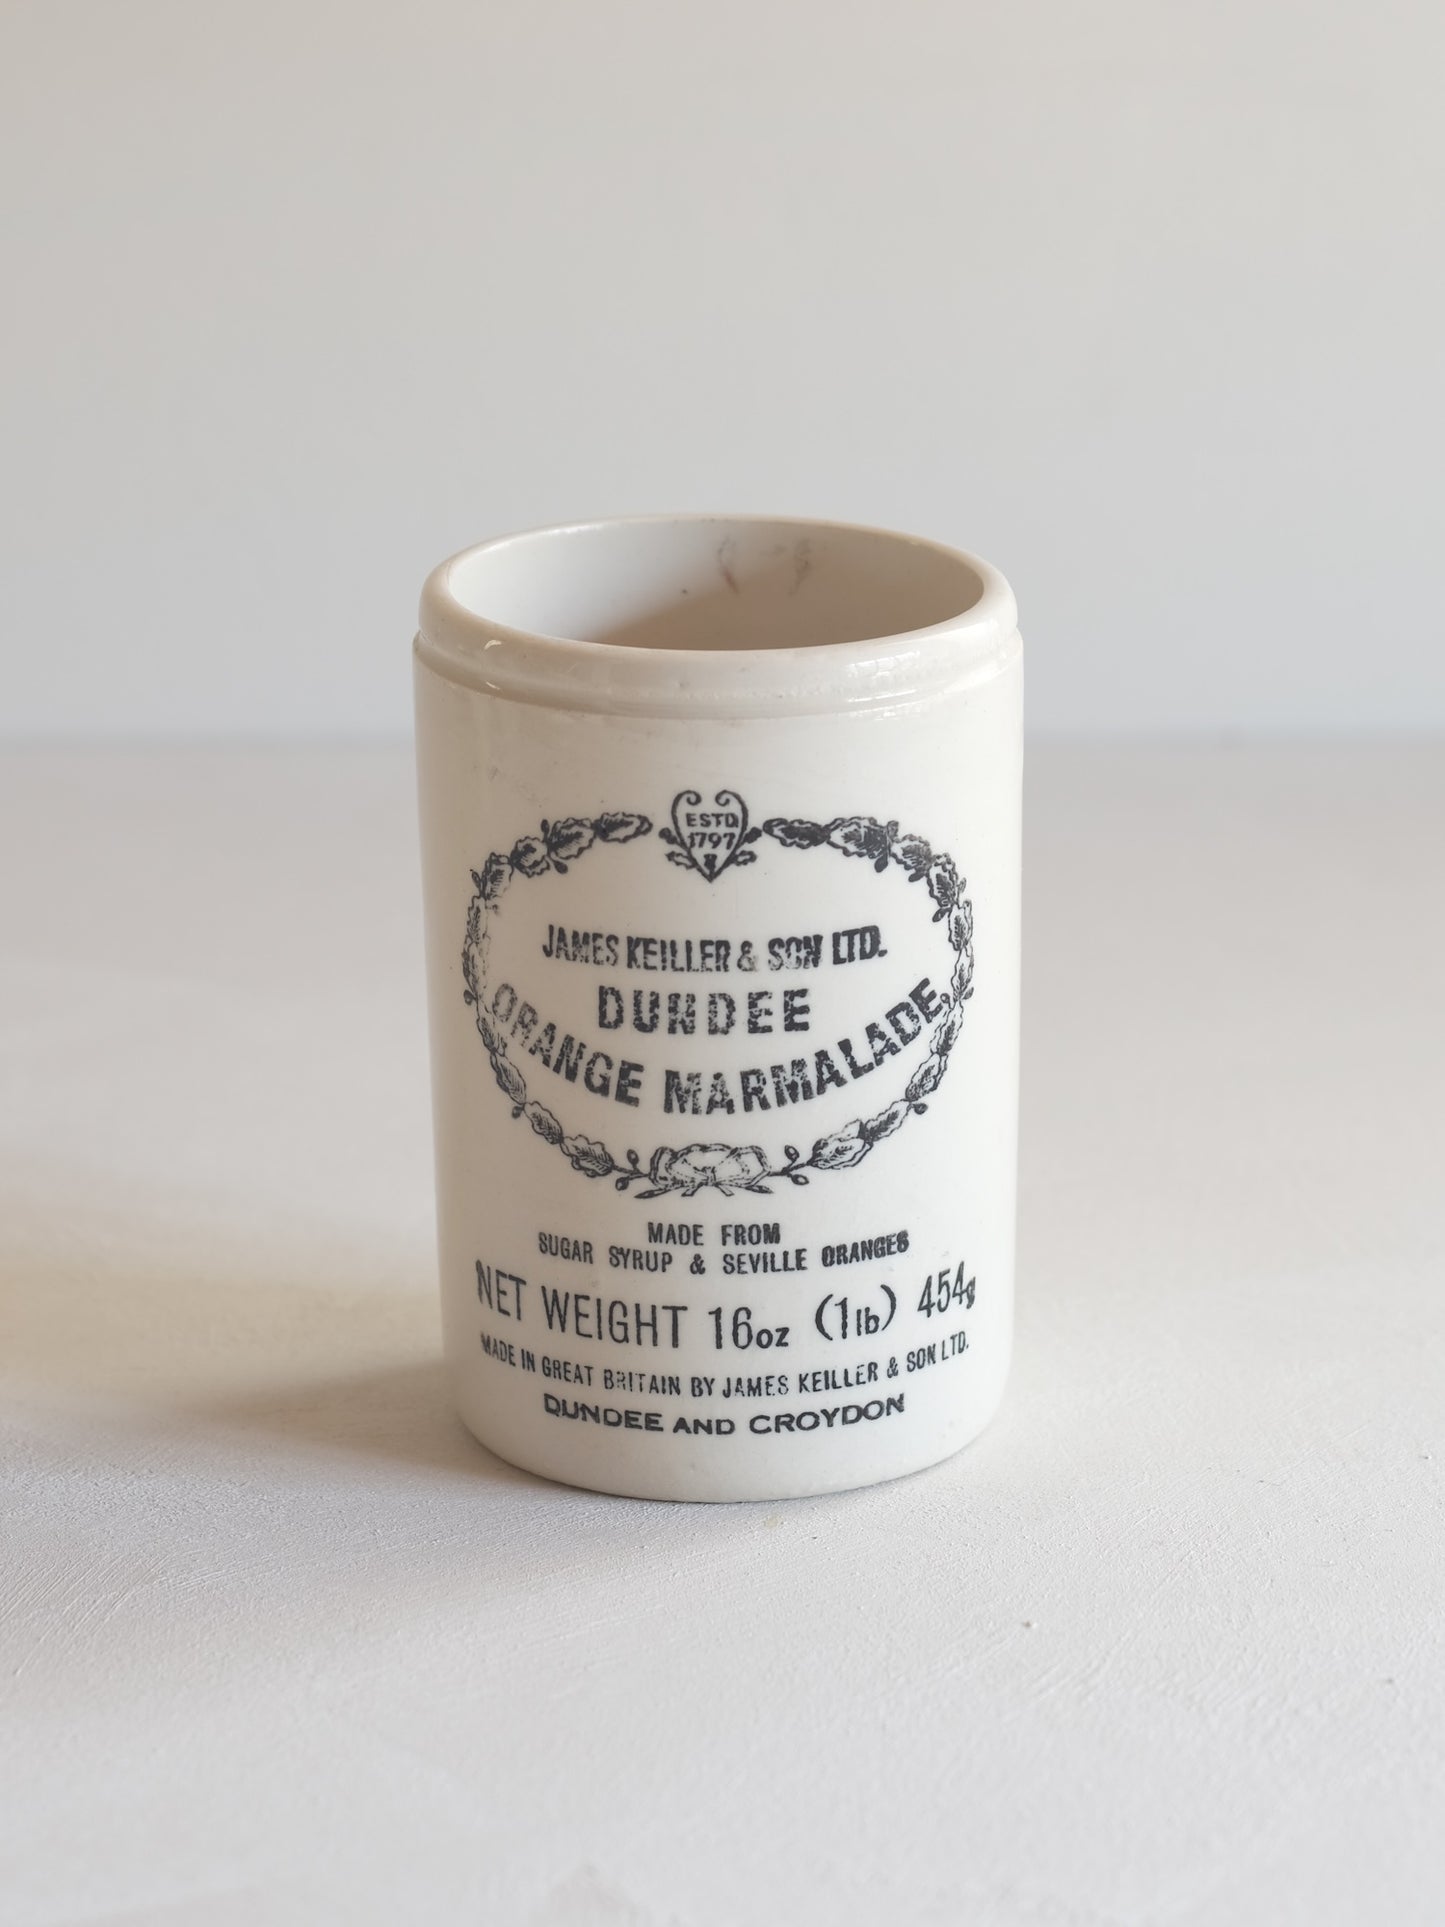 ESTD
1797
JAMES KEILLER & SON LTD.
DUNDEE
ORANGE MARMALADE,
MADE FROM
SUGAR SYRUP & SEVILLE ORANGES
NET WEIGHT 16oz (1lb) 454g
MADE IN GREAT BRITAIN BY JAMES KEILLER & SON LTD.
DUNDEE AND CROYDON